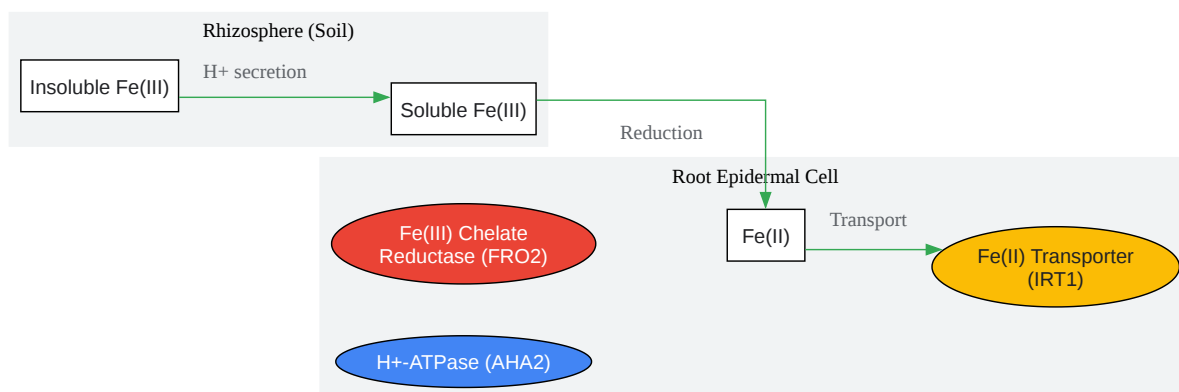 Rhizosphere (Soil)
Insoluble Fe(III)
H+ secretion
Soluble Fe(III)
Reduction
Root Epidermal Cell
Fe(III) Chelate
Reductase (FRO2)
Fe(II)
Transport
Fe(II) Transporter
(IRT1)
H+-ATPase (AHA2)